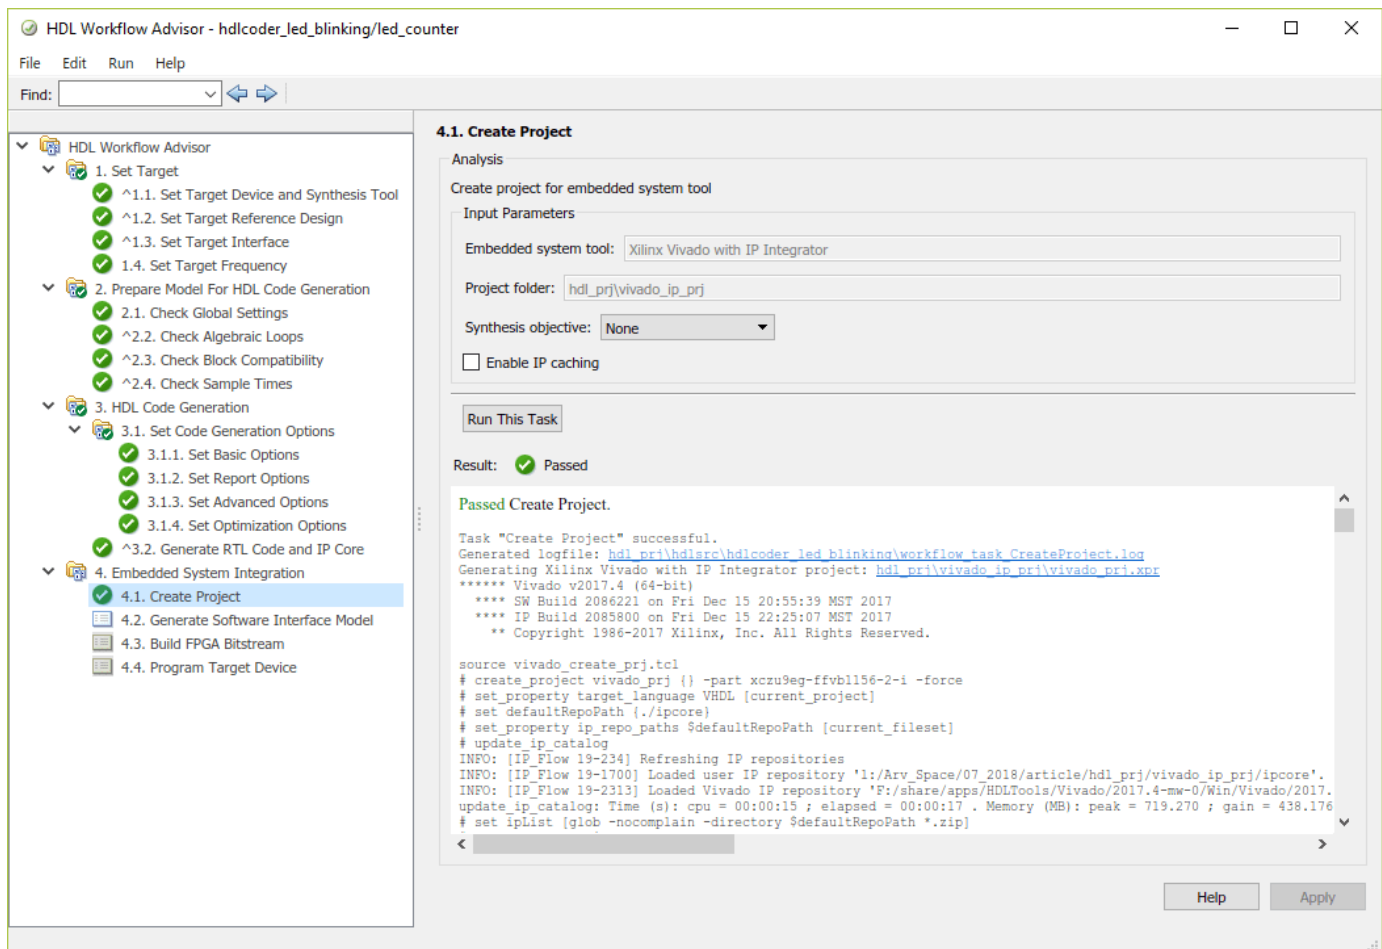 HDL Workflow Advisor - hdlcoder_led_blinking/led_counter
File Edit Run Help
Find:
HDL Workflow Advisor
1. Set Target
^1.1. Set Target Device and Synthesis Tool
^1.2. Set Target Reference Design
^1.3. Set Target Interface
1.4. Set Target Frequency
2. Prepare Model For HDL Code Generation
2.1. Check Global Settings
^2.2. Check Algebraic Loops
^2.3. Check Block Compatibility
^2.4. Check Sample Times
3. HDL Code Generation
3.1. Set Code Generation Options
3.1.1. Set Basic Options
3.1.2. Set Report Options
3.1.3. Set Advanced Options
3.1.4. Set Optimization Options
^3.2. Generate RTL Code and IP Core
4. Embedded System Integration
4.1. Create Project
4.2. Generate Software Interface Model
4.3. Build FPGA Bitstream
4.4. Program Target Device
4.1. Create Project
Analysis
Create project for embedded system tool
Input Parameters
Embedded system tool: Xilinx Vivado with IP Integrator
Project folder: hdl_prj\vivado_ip_prj
Synthesis objective: None
Enable IP caching
Run This Task
Result: Passed
Passed Create Project.
Task "Create Project" successful.
Generated logfile: hdl_prj\hdlsrc\hdlcoder_led_blinking\workflow_task_CreateProject.log
Generating Xilinx Vivado with IP Integrator project: hdl_prj\vivado_ip_prj\vivado_prj.xpr
****** Vivado v2017.4 (64-bit)
**** SW Build 2086221 on Fri Dec 15 20:55:39 MST 2017
**** IP Build 2085800 on Fri Dec 15 22:25:07 MST 2017
** Copyright 1986-2017 Xilinx, Inc. All Rights Reserved.
source vivado_create_prj.tcl
# create_project vivado_prj {} -part xczu9eg-ffvb1156-2-i -force
# set_property target_language VHDL [current_project]
# set defaultRepoPath {./ipcore}
# set_property ip_repo_paths $defaultRepoPath [current_fileset]
# update_ip_catalog
INFO: [IP_Flow 19-234] Refreshing IP repositories
INFO: [IP_Flow 19-1700] Loaded user IP repository 'l:/Arv_Space/07_2018/article/hdl_prj/vivado_ip_prj/ipcore'.
INFO: [IP_Flow 19-2313] Loaded Vivado IP repository 'F:/share/apps/HDLTools/Vivado/2017.4-mw-0/Win/Vivado/2017.
update_ip_catalog: Time (s): cpu = 00:00:15 ; elapsed = 00:00:17 . Memory (MB): peak = 719.270 ; gain = 438.176
# set ipList [glob -nocomplain -directory $defaultRepoPath *.zip]
Help Apply